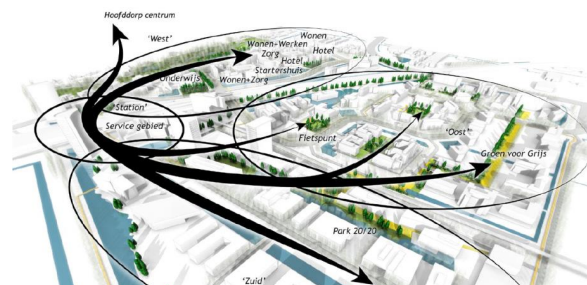 Hoofddorp centrum
'West'
Wonen
Wonen+Werken
Zorg
Hotel
Hotel
Startershuis
Onderwijs
Wonen+Zorg
'Station'
Service gebied
Fietspunt
'Oost'
Groen voor Grijs
Park 20/20
'Zuid'